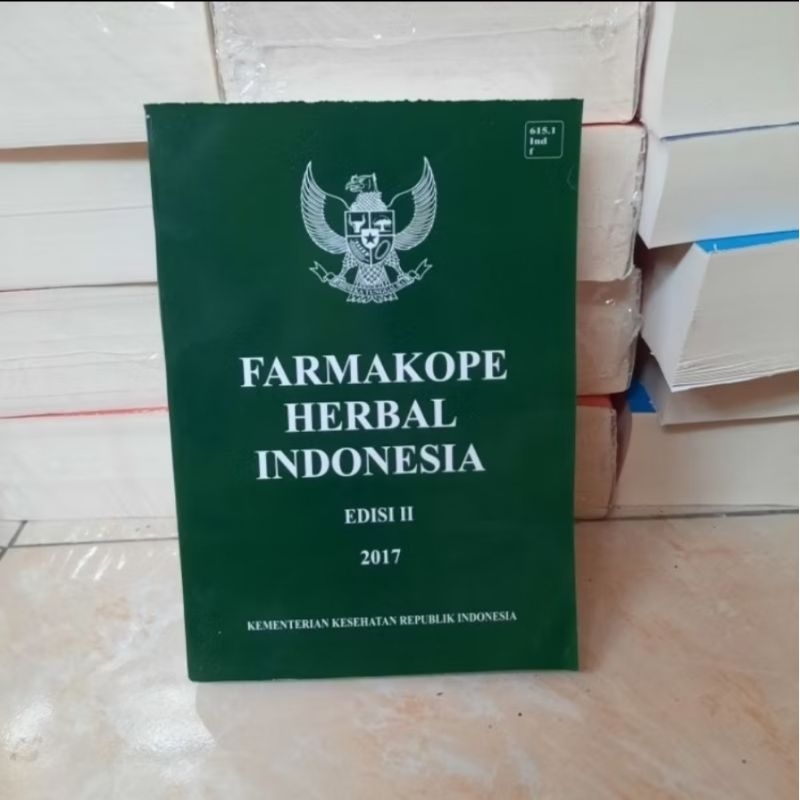 615.1
Ind
f
FARMAKOPE
HERBAL
INDONESIA
EDISI II
2017
KEMENTERIAN KESEHATAN REPUBLIK INDONESIA